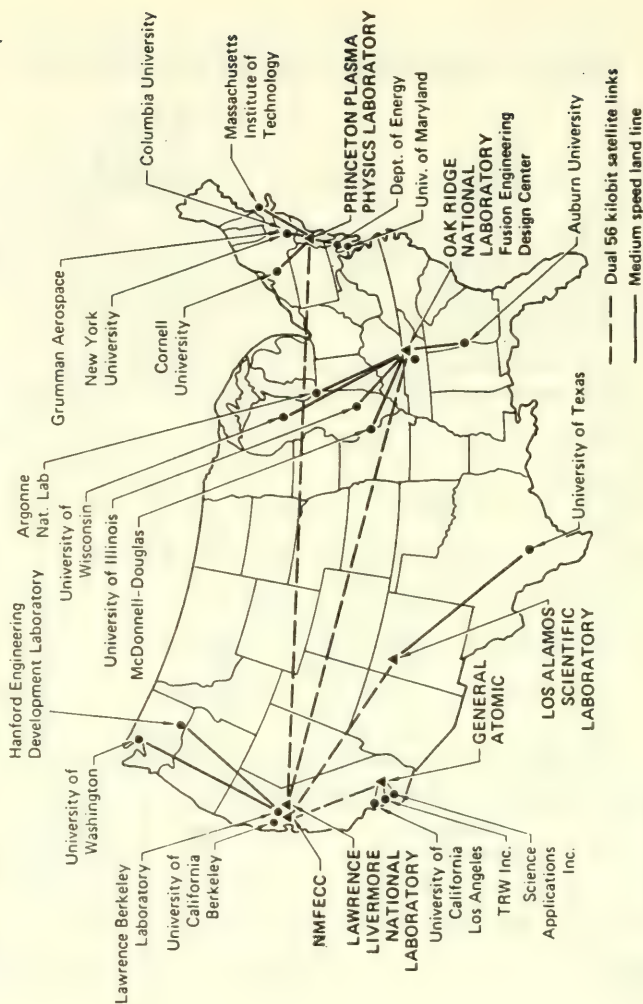 Hanford Engineering
Development Laboratory
University of
Washington
Lawrence Berkeley
Laboratory
University of
California
Berkeley
NMFECC
LAWRENCE
LIVERMORE
NATIONAL
LABORATORY
University of
California
Los Angeles
TRW Inc.
Science
Applications
Inc.
GENERAL
ATOMIC
LOS ALAMOS
SCIENTIFIC
LABORATORY
University of Texas
Argonne
Nat. Lab
University of
Wisconsin
University of Illinois
McDonnell-Douglas
Grumman Aerospace
New York
University
Cornell
University
Columbia University
Massachusetts
Institute of
Technology
PRINCETON PLASMA
PHYSICS LABORATORY
Dept. of Energy
Univ. of Maryland
OAK RIDGE
NATIONAL
LABORATORY
Fusion Engineering
Design Center
Auburn University
Dual 56 kilobit satellite links
Medium speed land line